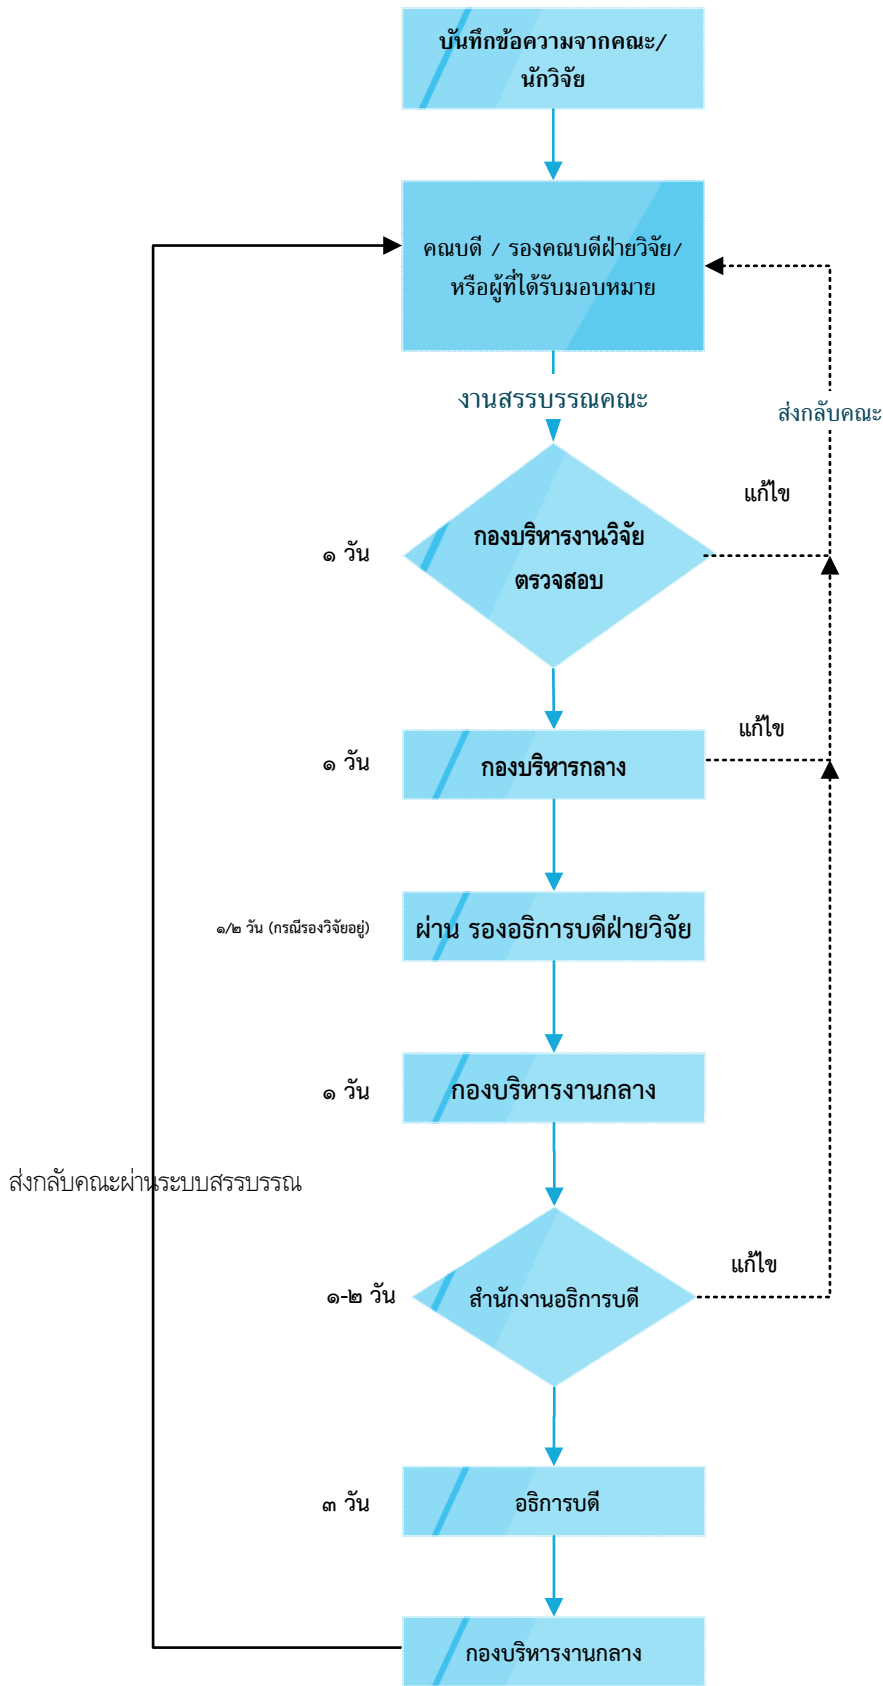 บันทึกข้อความจากคณะ/
นักวิจัย
คณบดี / รองคณบดีฝ่ายวิจัย/
หรือผู้ที่ได้รับมอบหมาย
งานสรรบรรณคณะ
ส่งกลับคณะ
แก้ไข
๑ วัน
กองบริหารงานวิจัย
ตรวจสอบ
แก้ไข
๑ วัน
กองบริหารกลาง
๑/๒ วัน (กรณีรองวิจัยอยู่)
ผ่าน รองอธิการบดีฝ่ายวิจัย
๑ วัน
กองบริหารงานกลาง
ส่งกลับคณะผ่านระบบสรรบรรณ
แก้ไข
๑-๒ วัน
สำนักงานอธิการบดี
๓ วัน
อธิการบดี
กองบริหารงานกลาง